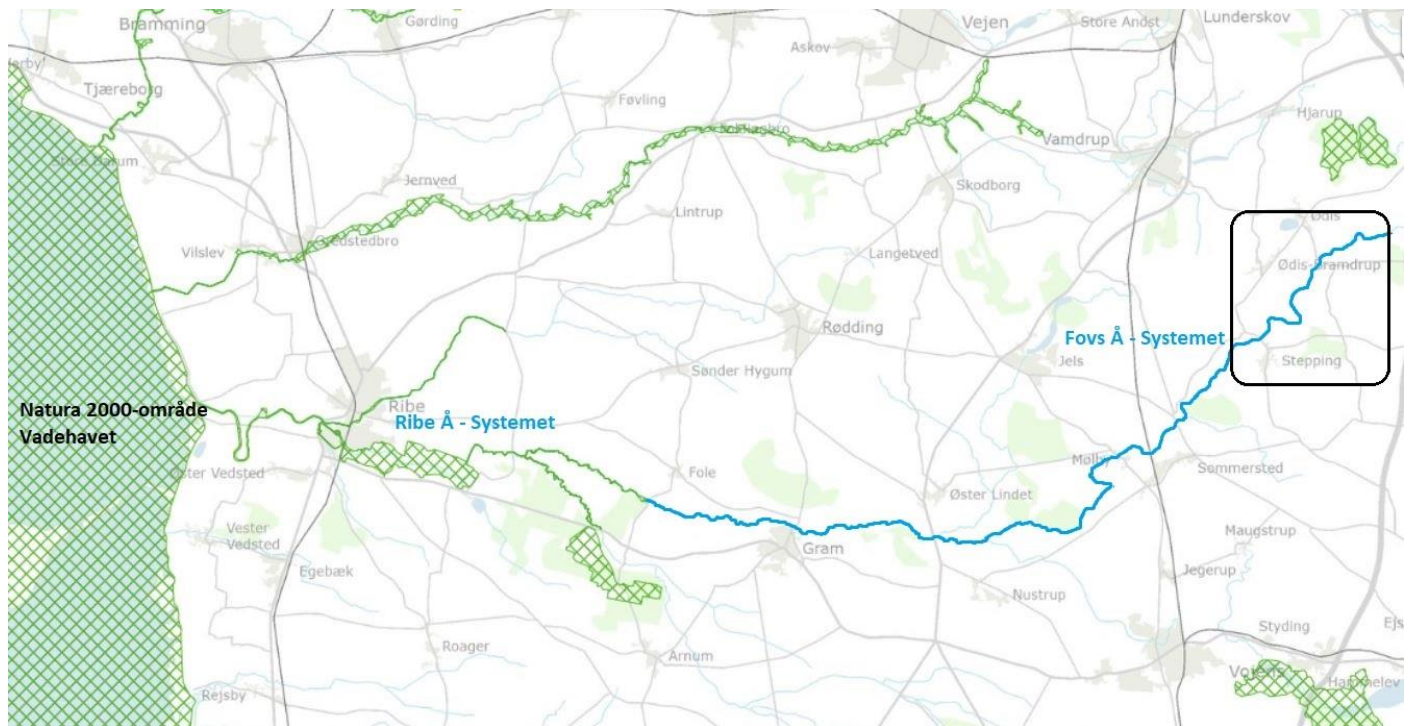 Bramming
Gørding
Vejen
Store Andst
Lunderskov
Askov
Tjæreborg
Føvling
Hjarup
Vamdrup
Jernved
Skodborg
Lintrup
Ødis
Vilslev
Langetved
Ødis-Bramdrup
Rødding
Fovs Å - Systemet
Jels
Stepping
Sønder Hygum
Natura 2000-område
Vadehavet
Ribe
Ribe Å - Systemet
Øster Vedsted
Fole
Mølby
Sommersted
Øster Lindet
Vester
Vedsted
Gram
Maugstrup
Egebæk
Jegerup
Nustrup
Styding
Roager
Arnum
Vojens
Rejsby